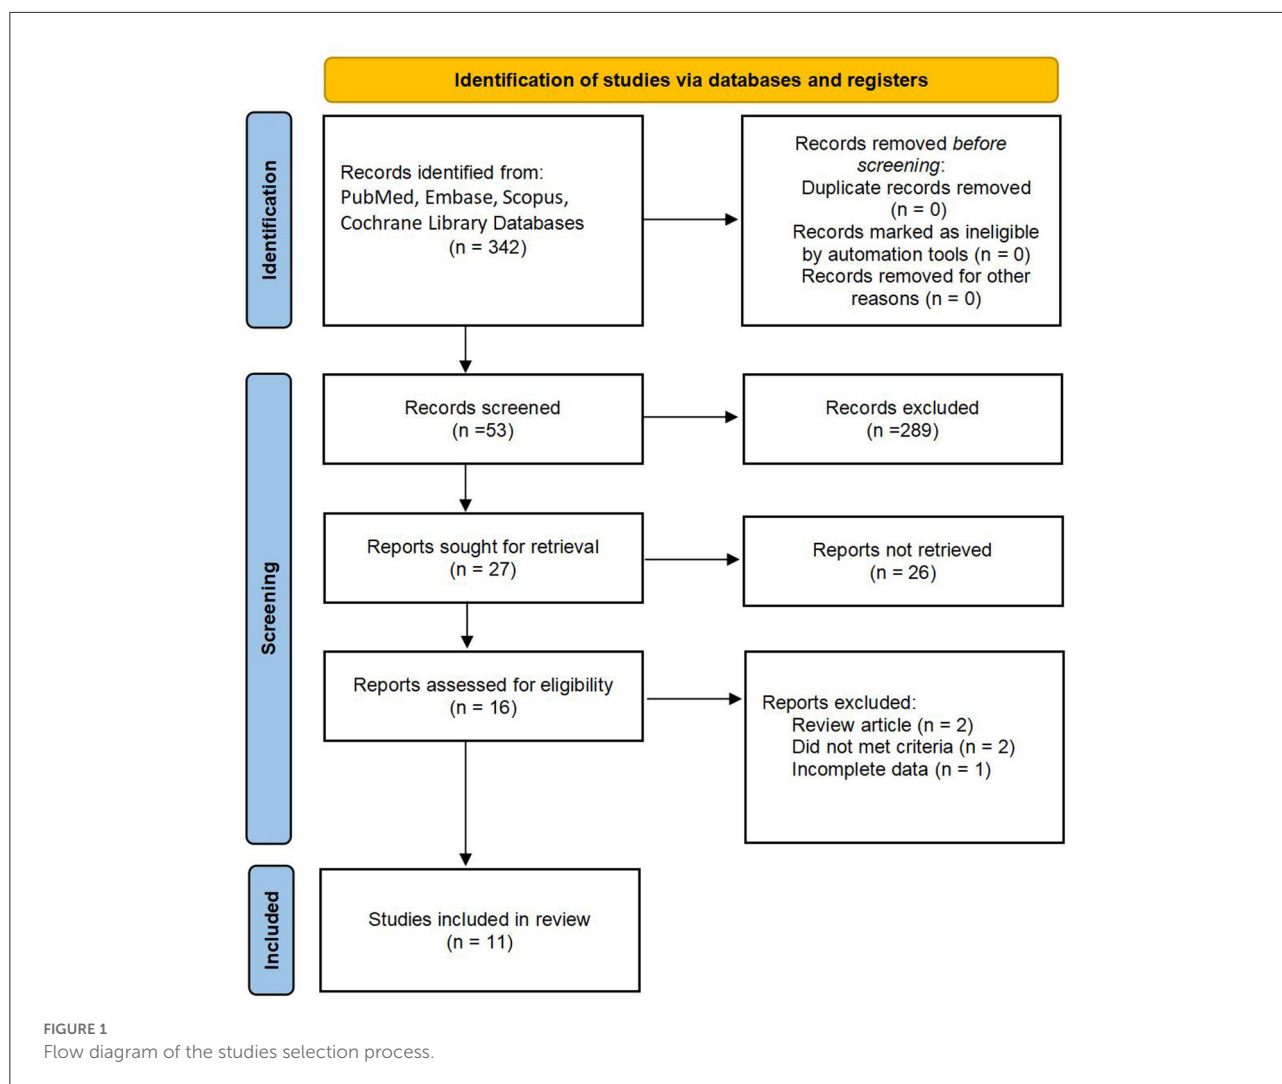 Identification of studies via databases and registers
Identification
Records identified from:
PubMed, Embase, Scopus,
Cochrane Library Databases
(n = 342)
Records removed before
screening:
Duplicate records removed
(n = 0)
Records marked as ineligible
by automation tools (n = 0)
Records removed for other
reasons (n = 0)
Screening
Records screened
(n =53)
Records excluded
(n =289)
Reports sought for retrieval
(n = 27)
Reports not retrieved
(n = 26)
Reports assessed for eligibility
(n = 16)
Reports excluded:
Review article (n = 2)
Did not met criteria (n = 2)
Incomplete data (n = 1)
Included
Studies included in review
(n = 11)
FIGURE 1
Flow diagram of the studies selection process.